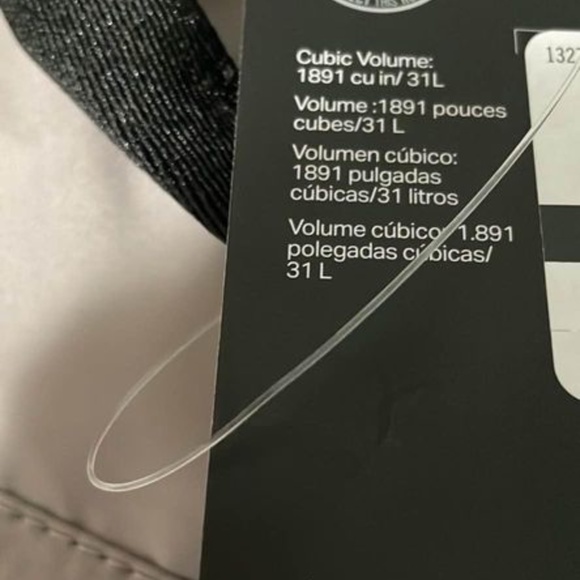 Cubic Volume:
1891 cu in/ 31L
Volume :1891 pouces
cubes/31 L
Volumen cúbico:
1891 pulgadas
cúbicas/31 litros
Volume cúbico: 1.891
polegadas cúbicas/
31 L